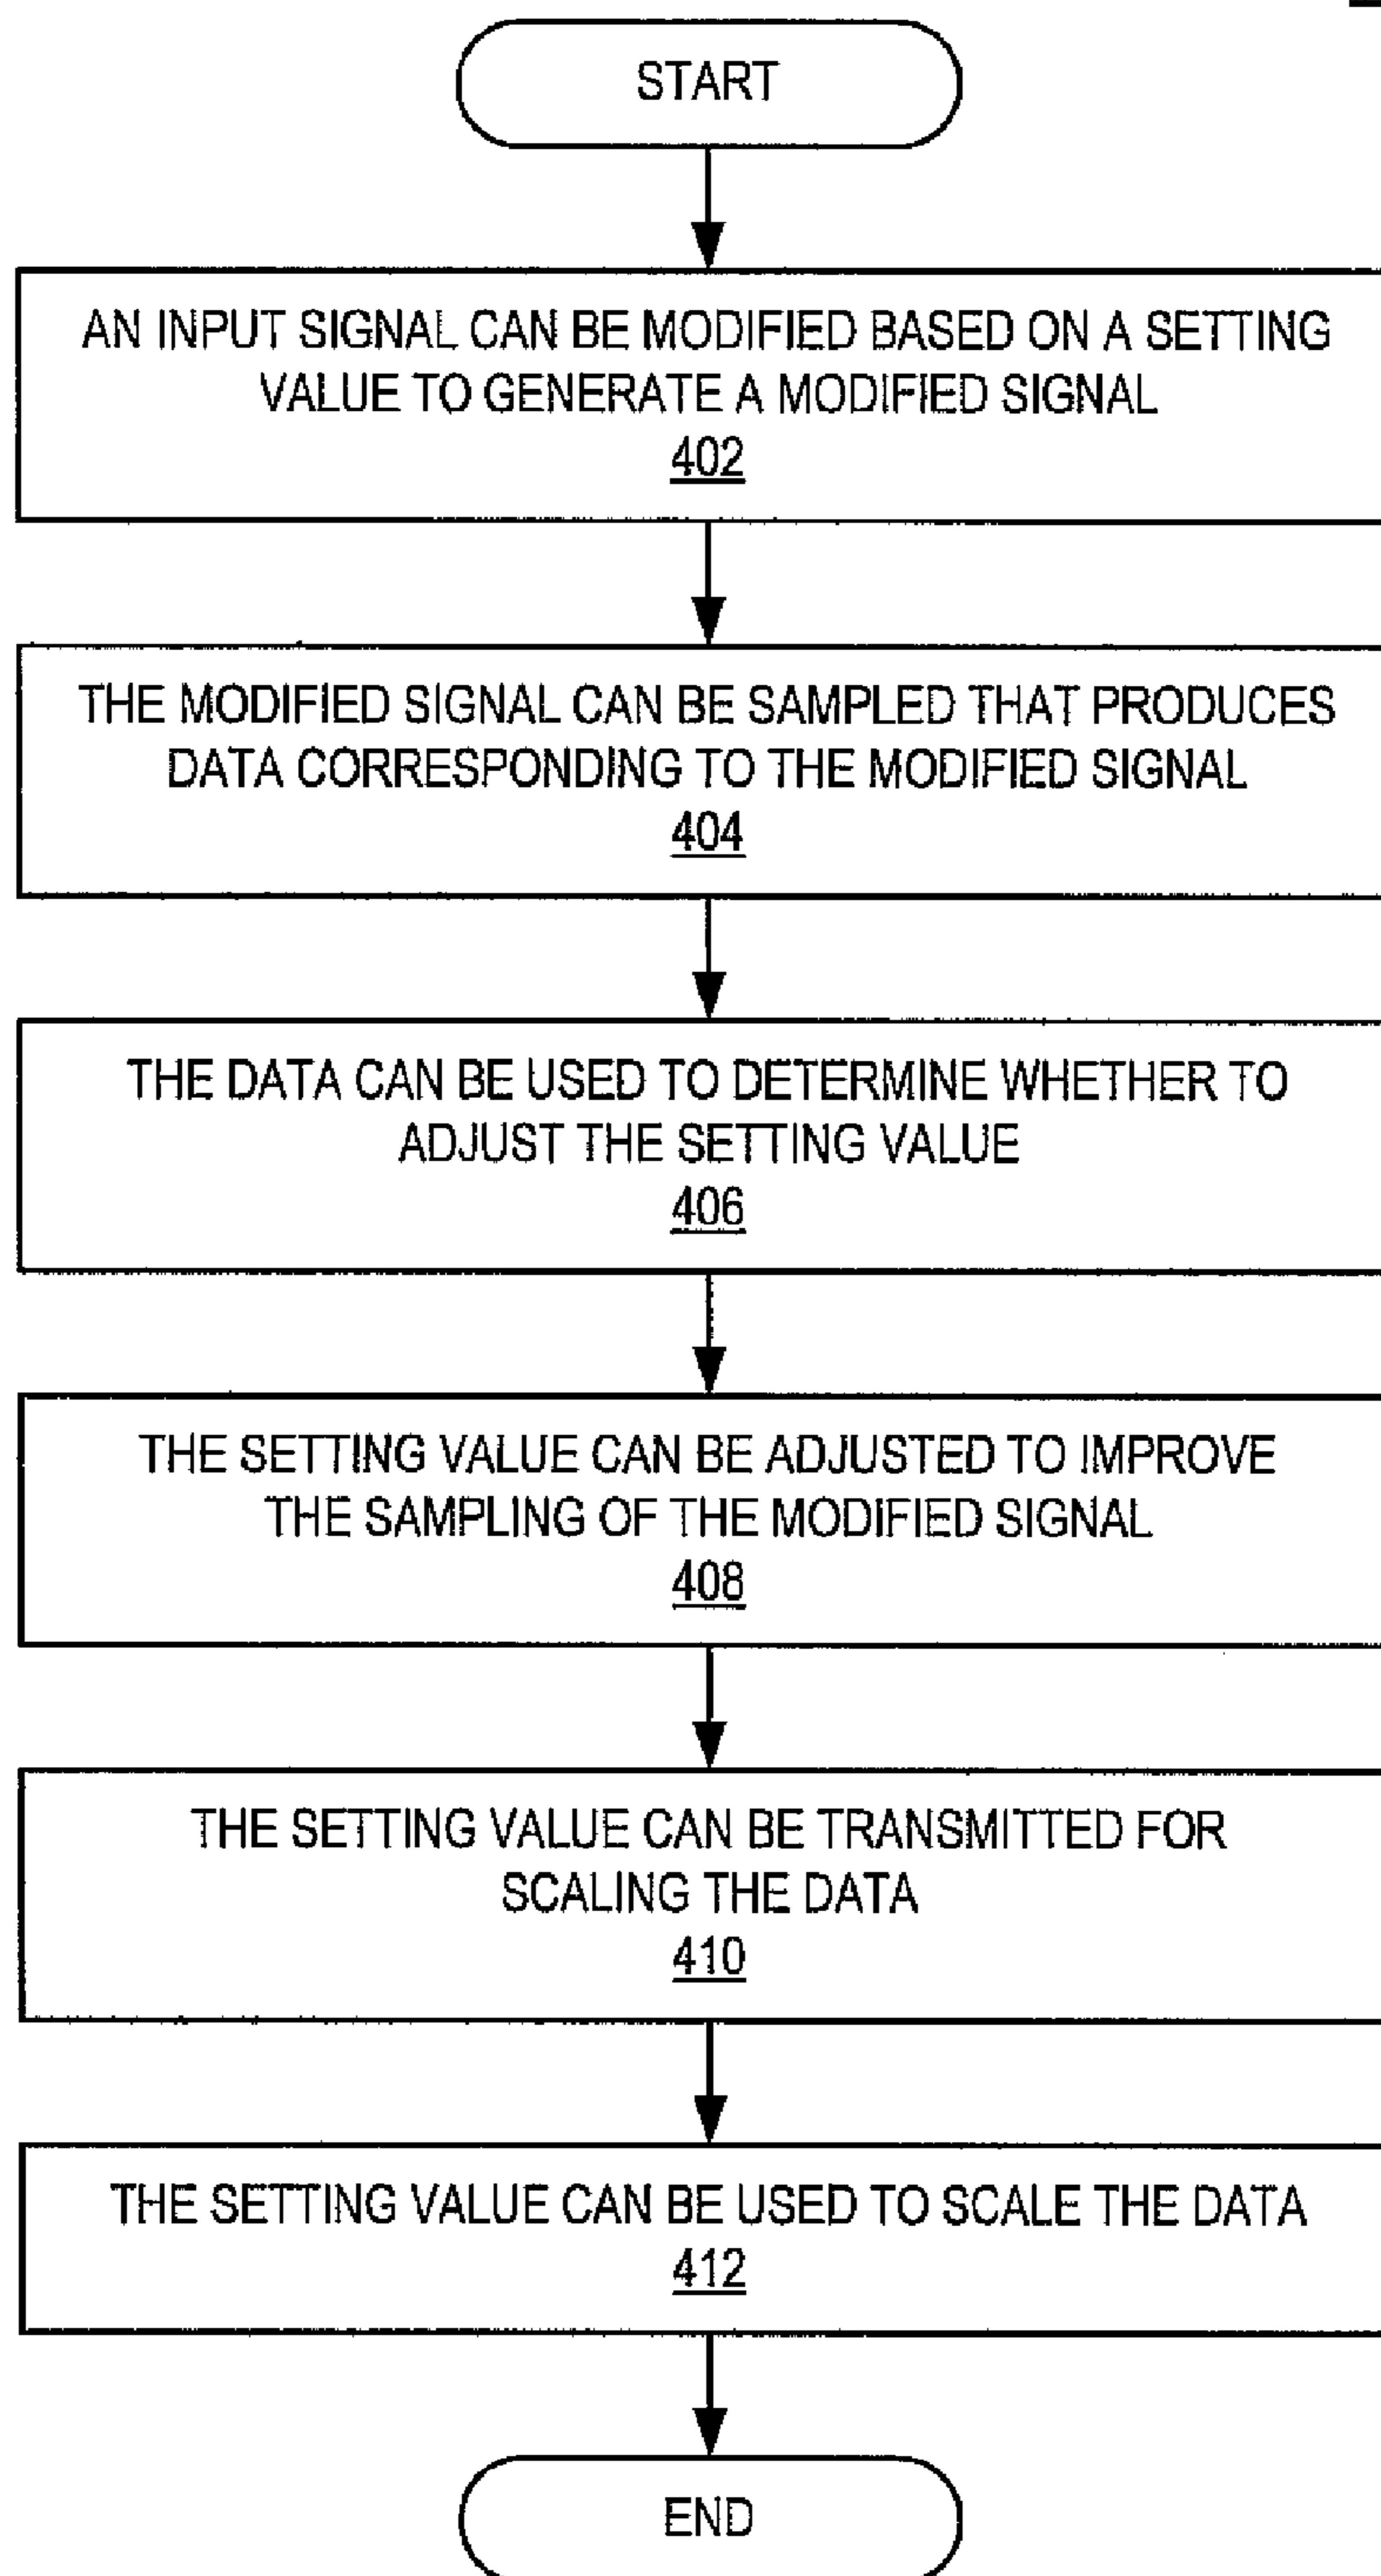 START
AN INPUT SIGNAL CAN BE MODIFIED BASED ON A SETTING
VALUE TO GENERATE A MODIFIED SIGNAL
402
THE MODIFIED SIGNAL CAN BE SAMPLED THAT PRODUCES
DATA CORRESPONDING TO THE MODIFIED SIGNAL
404
THE DATA CAN BE USED TO DETERMINE WHETHER TO
ADJUST THE SETTING VALUE
406
THE SETTING VALUE CAN BE ADJUSTED TO IMPROVE
THE SAMPLING OF THE MODIFIED SIGNAL
408
THE SETTING VALUE CAN BE TRANSMITTED FOR
SCALING THE DATA
410
THE SETTING VALUE CAN BE USED TO SCALE THE DATA
412
END